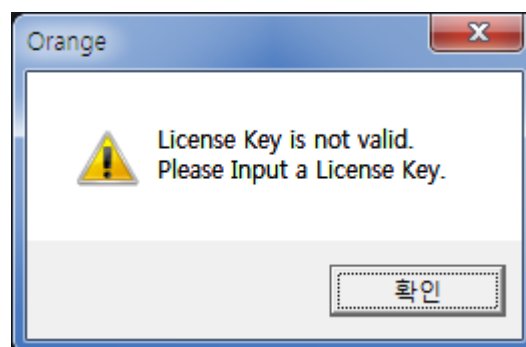 Orange
License Key is not valid.
Please Input a License Key.
확인